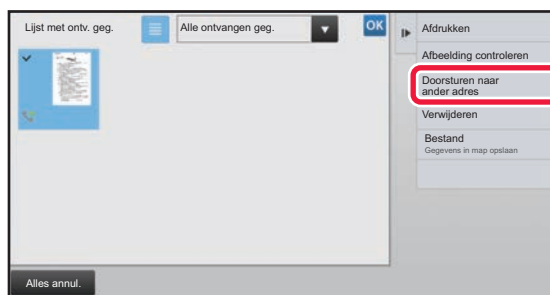 Lijst met ontv. geg.
Alle ontvangen geg.
OK
Afdrukken
Afbeelding controleren
Doorsturen naar
ander adres
Verwijderen
Bestand
Gegevens in map opslaan
Alles annul.